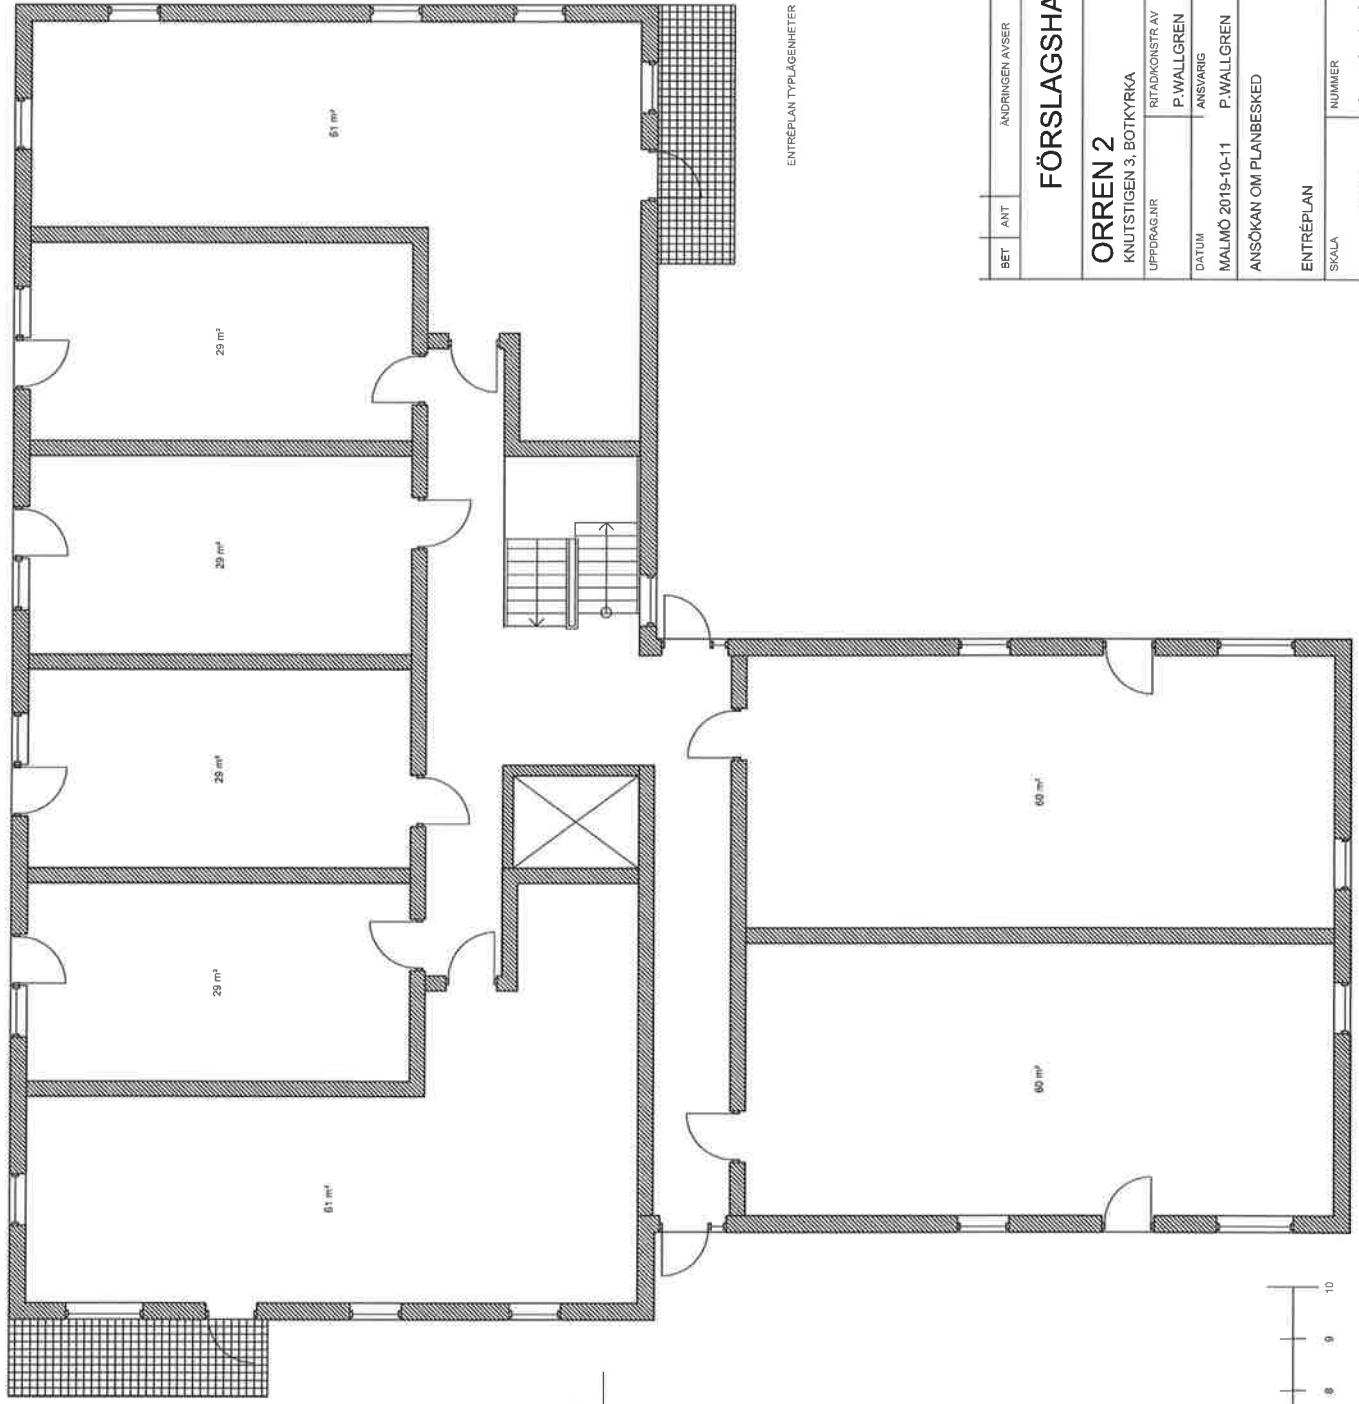 61 m²
29 m²
29 m²
29 m²
29 m²
61 m²
60 m²
60 m²
ENTRÉPLAN TYPLÄGENHETER
BET ANT ÄNDRINGEN AVSER
FÖRSLAGSHA
ORREN 2
KNUTSTIGEN 3, BOTKYRKA
UPPDRAG.NR RITAD/KONSTR AV
P.WALLGREN
DATUM ANSVARIG
MALMÖ 2019-10-11 P.WALLGREN
ANSÖKAN OM PLANBESKED
ENTRÉPLAN
SKALA NUMMER
8 9 10